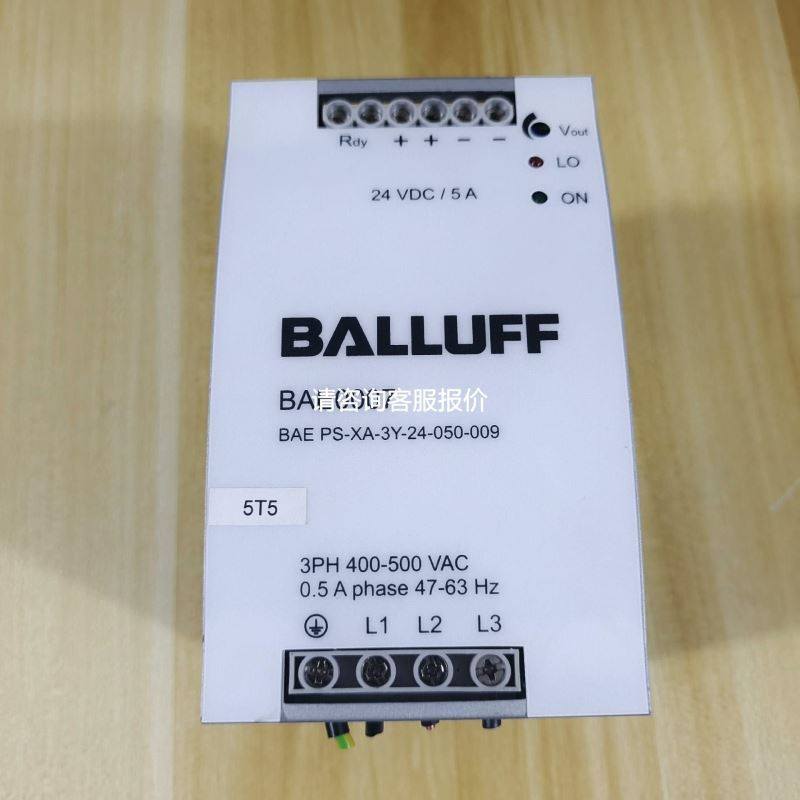 Rdy + + - -
Vout
LO
ON
24 VDC / 5 A
BALLUFF
请咨询客服报价
BAE PS-XA-3Y-24-050-009
5T5
3PH 400-500 VAC
0.5 A phase 47-63 Hz
L1 L2 L3